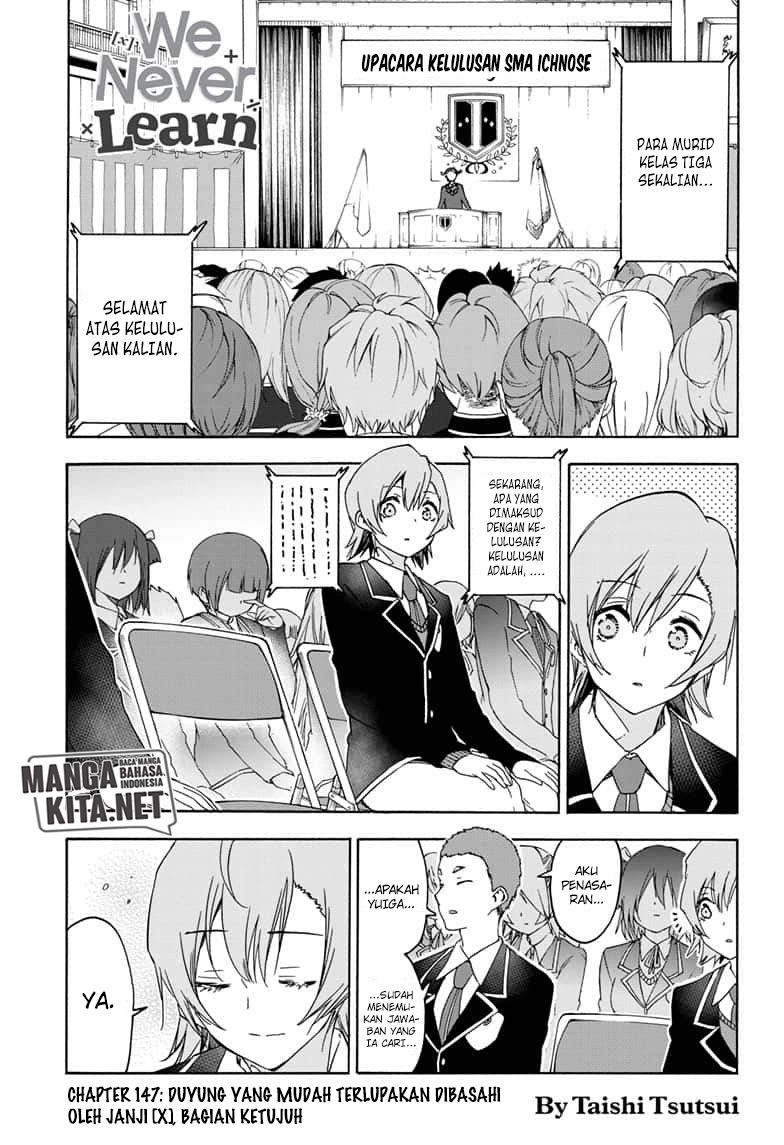 [x]; We +
Never ÷
× Learn
UPACARA KELULUSAN SMA ICHNOSE
PARA MURID
KELAS TIGA
SEKALIAN...
SELAMAT
ATAS KELULU-
SAN KALIAN.
SEKARANG,
APA YANG
DIMAKSUD
DENGAN KE-
LULUSAN?
KELULUSAN
ADALAH, ....
MANGA
KITA.NET
BACA MANGA
BAHASA
INDONESIA
AKU
PENASA-
RAN...
...APAKAH
YUIGA...
...SUDAH
MENEMU-
KAN JAWA-
BAN YANG
IA CARI...
YA.
CHAPTER 147: DUYUNG YANG MUDAH TERLUPAKAN DIBASAHI
OLEH JANJI [X], BAGIAN KETUJUH
By Taishi Tsutsui